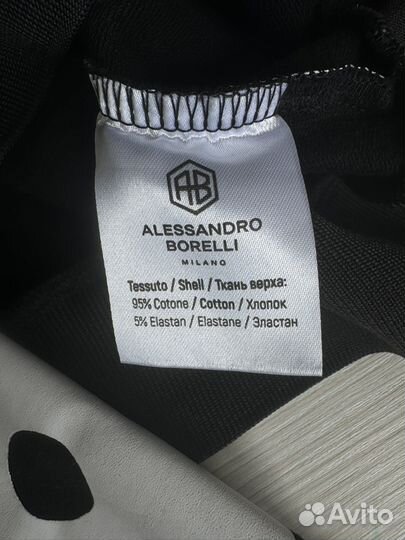 AB
ALESSANDRO
BORELLI
MILANO
Tessuto / Shell / Ткань верха:
95% Cotone / Cotton / Хлопок
5% Elastan / Elastane / Эластан
Avito